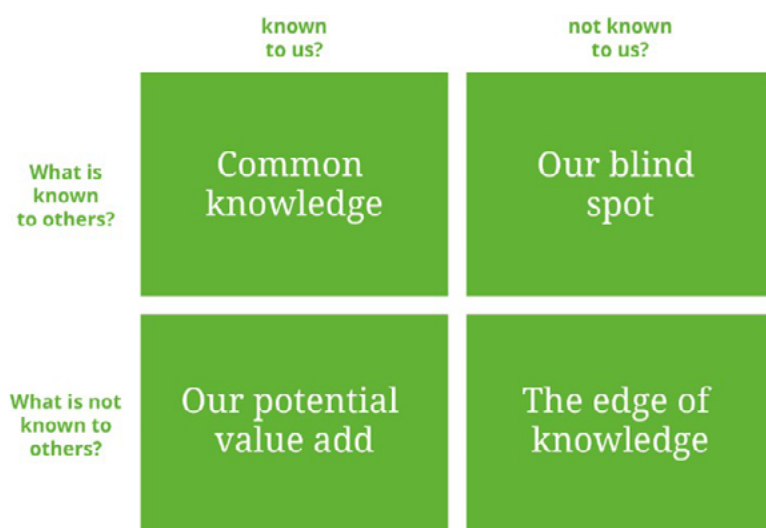 known
to us?
not known
to us?
What is
known
to others?
Common
knowledge
Our blind
spot
What is not
known to
others?
Our potential
value add
The edge of
knowledge